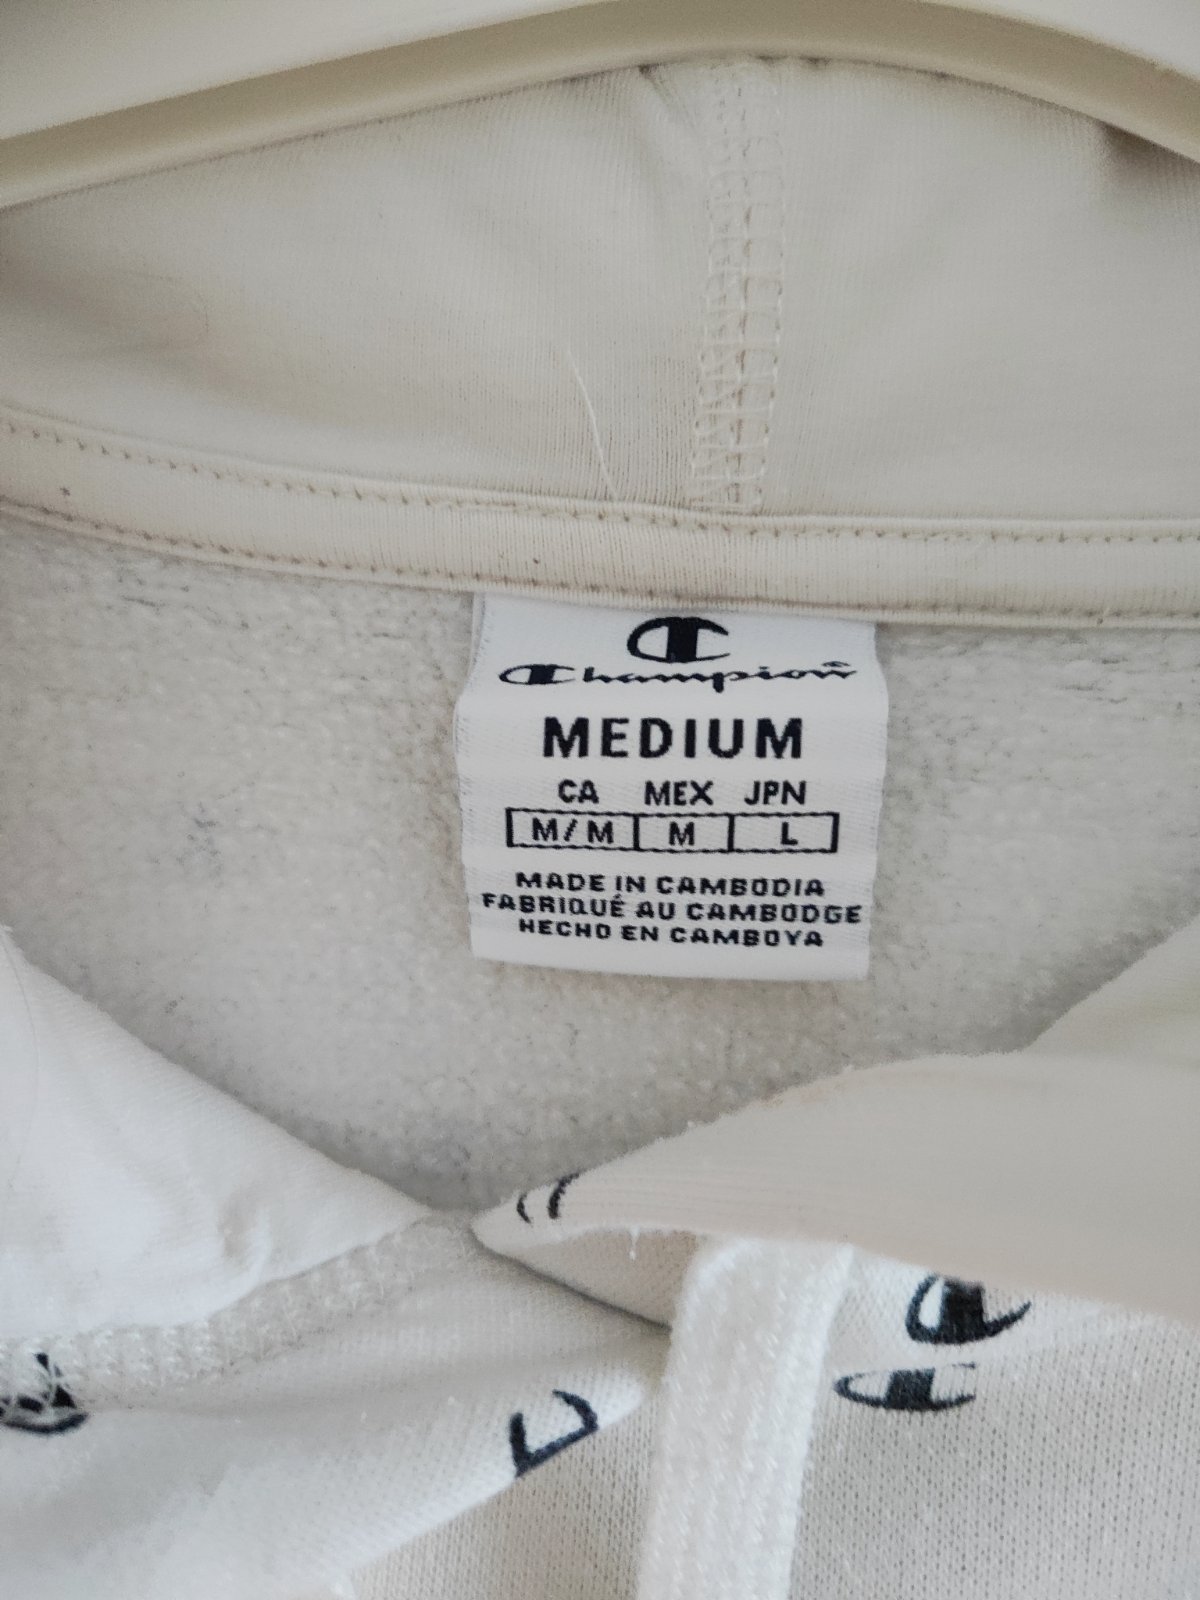 Champion
MEDIUM
CA MEX JPN
M/M M L
MADE IN CAMBODIA
FABRIQUÉ AU CAMBODGE
HECHO EN CAMBOYA